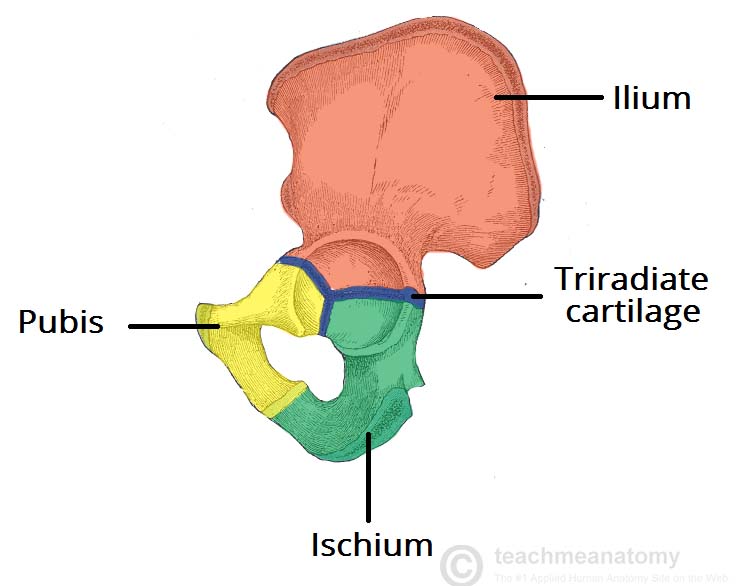 Ilium
Triradiate
cartilage
Pubis
Ischium
© teachmeanatomy
The #1 Applied Human Anatomy Site on the Web.